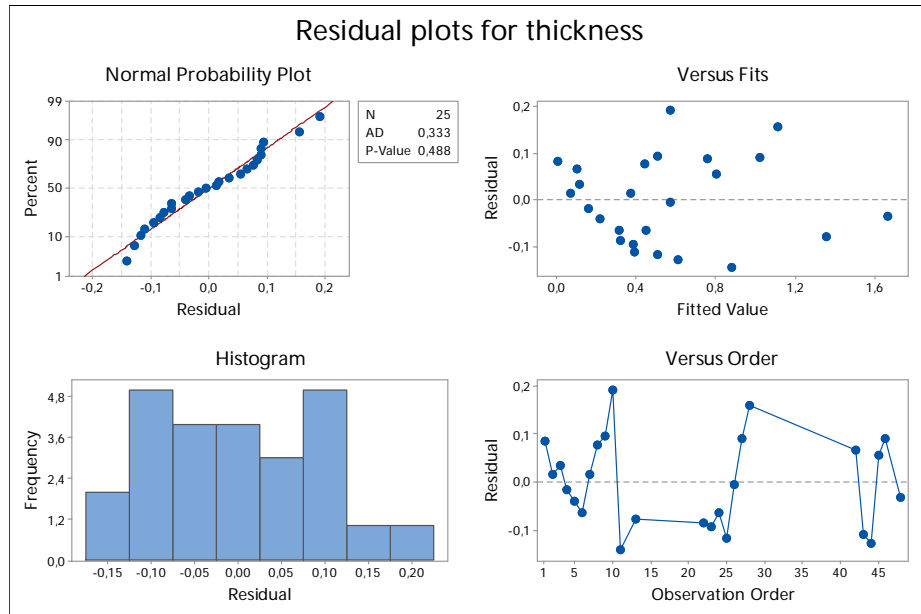 Residual plots for thickness
Normal Probability Plot
99
90
50
10
1
Percent
-0,2 -0,1 0,0 0,1 0,2
Residual
N 25
AD 0,333
P-Value 0,488
Versus Fits
0,2
0,1
0,0
-0,1
Residual
0,0 0,4 0,8 1,2 1,6
Fitted Value
Histogram
4,8
3,6
2,4
1,2
0,0
Frequency
-0,15 -0,10 -0,05 0,00 0,05 0,10 0,15 0,20
Residual
Versus Order
0,2
0,1
0,0
-0,1
Residual
1 5 10 15 20 25 30 35 40 45
Observation Order